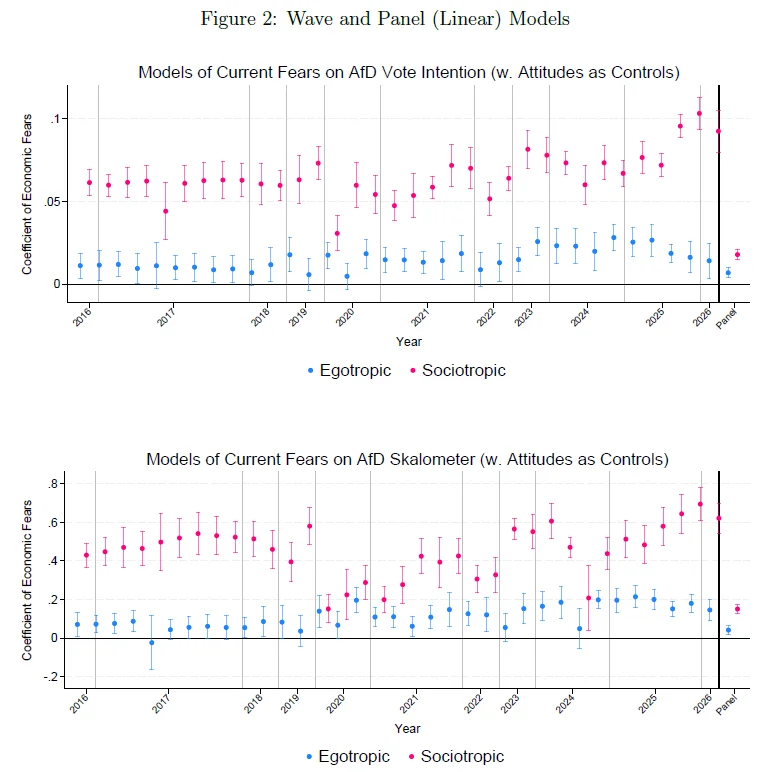 Figure 2: Wave and Panel (Linear) Models
Models of Current Fears on AfD Vote Intention (w. Attitudes as Controls)
Coefficient of Economic Fears
.1
.05
0
2016
2017
2018
2019
2020
2021
2022
2023
2024
2025
2026
Panel
Year
Egotropic
Sociotropic
Models of Current Fears on AfD Skalometer (w. Attitudes as Controls)
Coefficient of Economic Fears
.8
.6
.4
.2
0
-.2
2016
2017
2018
2019
2020
2021
2022
2023
2024
2025
2026
Panel
Year
Egotropic
Sociotropic